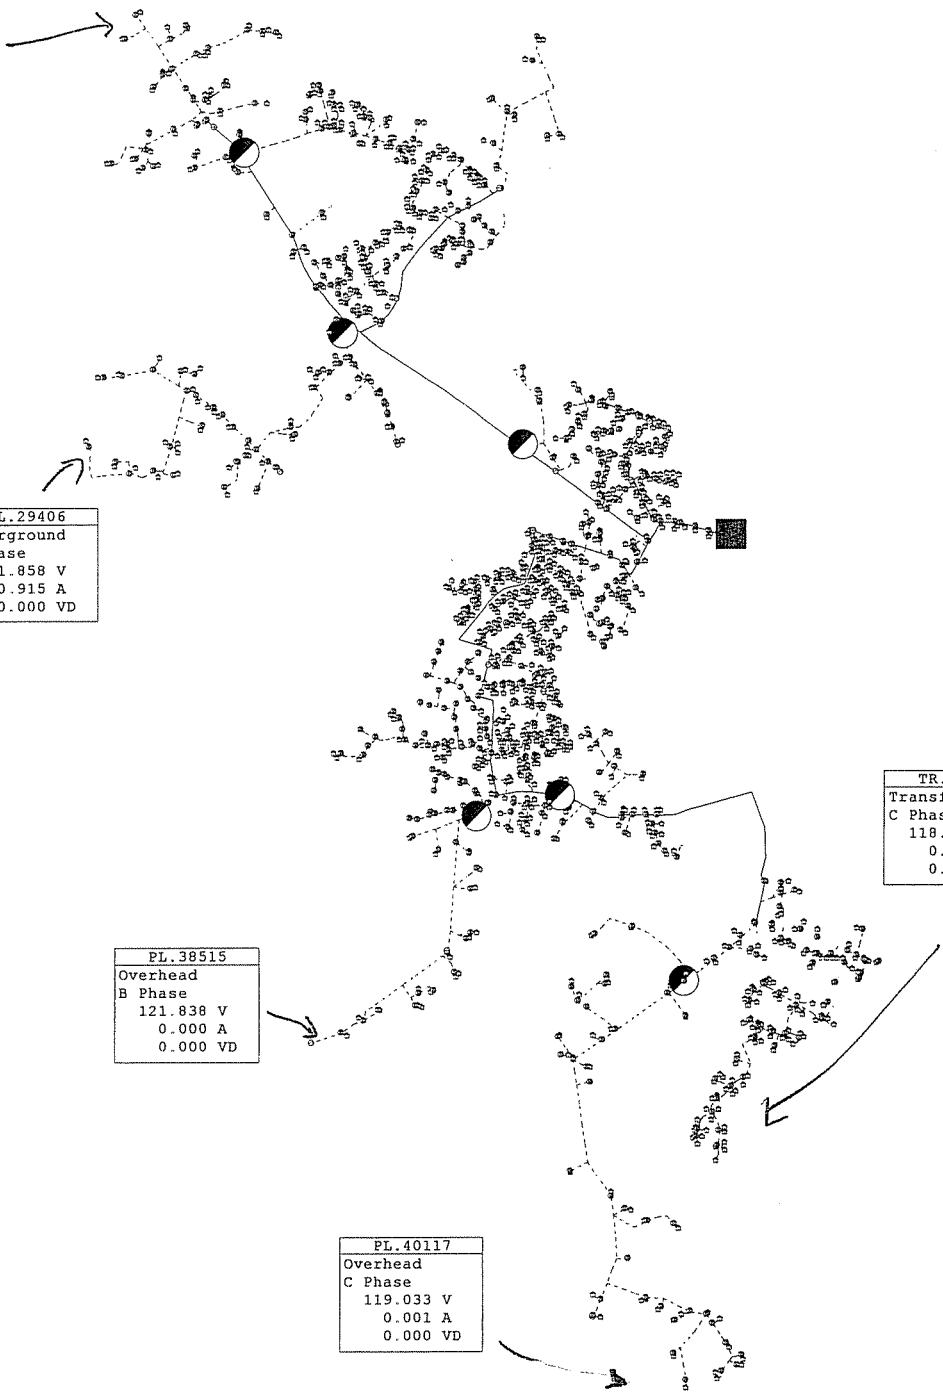 L.29406
rground
ase
1.858 V
0.915 A
0.000 VD
TR.
Transf
C Phas
118.
0.
0.
PL.38515
Overhead
B Phase
121.838 V
0.000 A
0.000 VD
PL.40117
Overhead
C Phase
119.033 V
0.001 A
0.000 VD